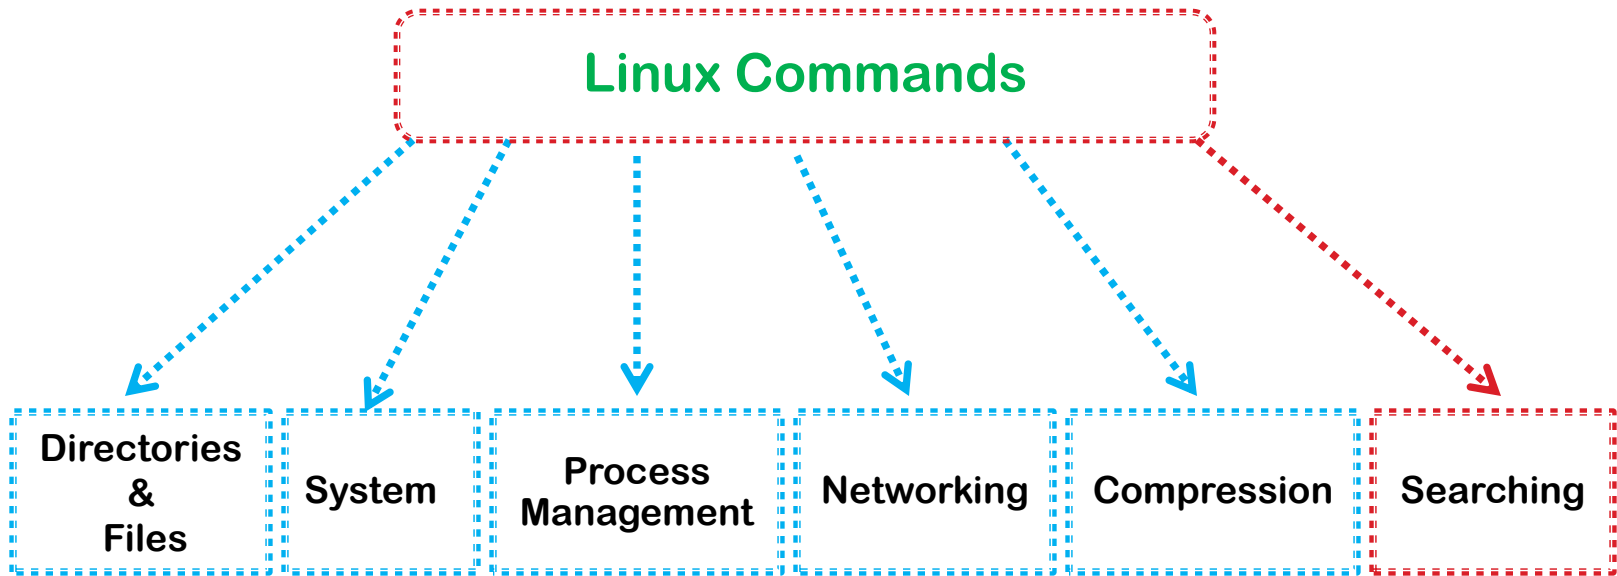 Linux Commands
Directories
&
Files
System
Process
Management
Networking
Compression
Searching